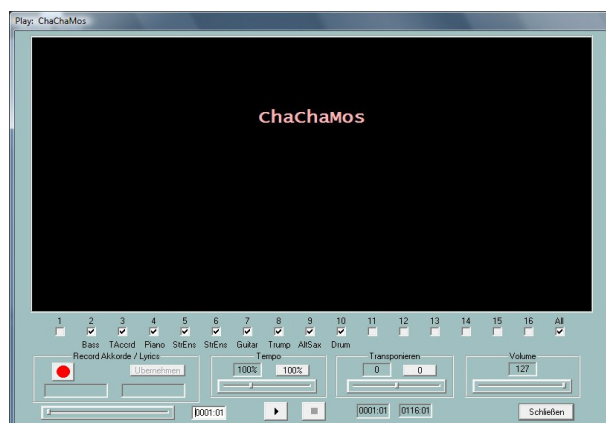 Play: ChaChaMos
ChaChaMos
1 2 3 4 5 6 7 8 9 10 11 12 13 14 15 16 All
Bass TAccord Piano StrEns StrEns Guitar Trump AltSax Drum
Record Akkorde / Lyrics Tempo Transponieren Volume
Übernehmen 100% 100% 0 0 127
0001:01 0001:01 0116:01 Schließen